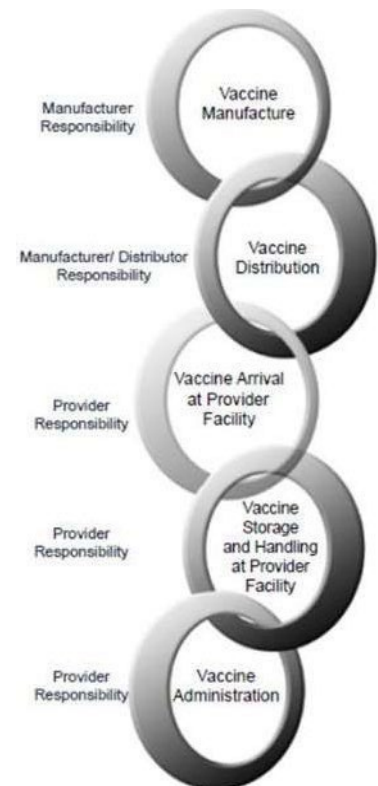 Vaccine
Manufacture
Manufacturer
Responsibility
Vaccine
Distribution
Manufacturer/ Distributor
Responsibility
Vaccine Arrival
at Provider
Facility
Provider
Responsibility
Vaccine
Storage
and Handling
at Provider
Facility
Provider
Responsibility
Vaccine
Administration
Provider
Responsibility